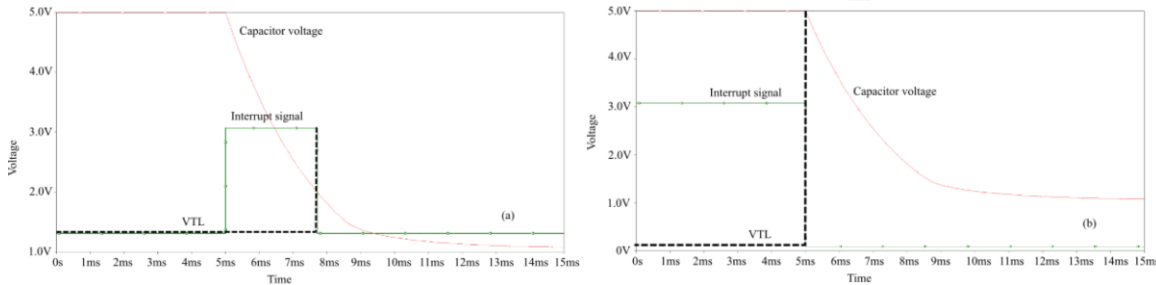 5.0V
Capacitor voltage
4.0V
Interrupt signal
3.0V
Voltage
2.0V
VTL
(a)
1.0V
0s 1ms 2ms 3ms 4ms 5ms 6ms 7ms 8ms 9ms 10ms 11ms 12ms 13ms 14ms 15ms
Time
5.0V
4.0V
Interrupt signal
Capacitor voltage
3.0V
Voltage
2.0V
1.0V
VTL
(b)
0V
0s 1ms 2ms 3ms 4ms 5ms 6ms 7ms 8ms 9ms 10ms 11ms 12ms 13ms 14ms 15ms
Time